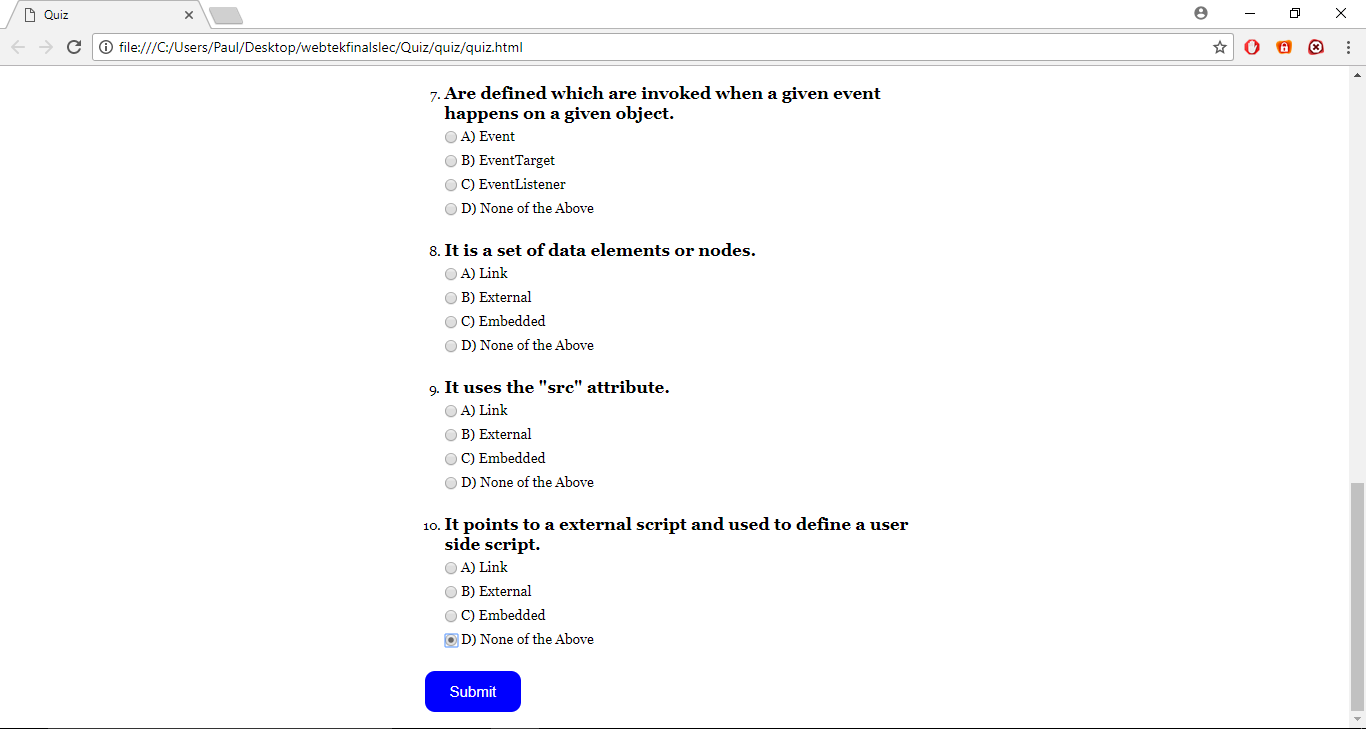 Quiz
file:///C:/Users/Paul/Desktop/webtekfinalslec/Quiz/quiz/quiz.html
7. Are defined which are invoked when a given event
happens on a given object.
A) Event
B) EventTarget
C) EventListener
D) None of the Above
8. It is a set of data elements or nodes.
A) Link
B) External
C) Embedded
D) None of the Above
9. It uses the "src" attribute.
A) Link
B) External
C) Embedded
D) None of the Above
10. It points to a external script and used to define a user
side script.
A) Link
B) External
C) Embedded
D) None of the Above
Submit